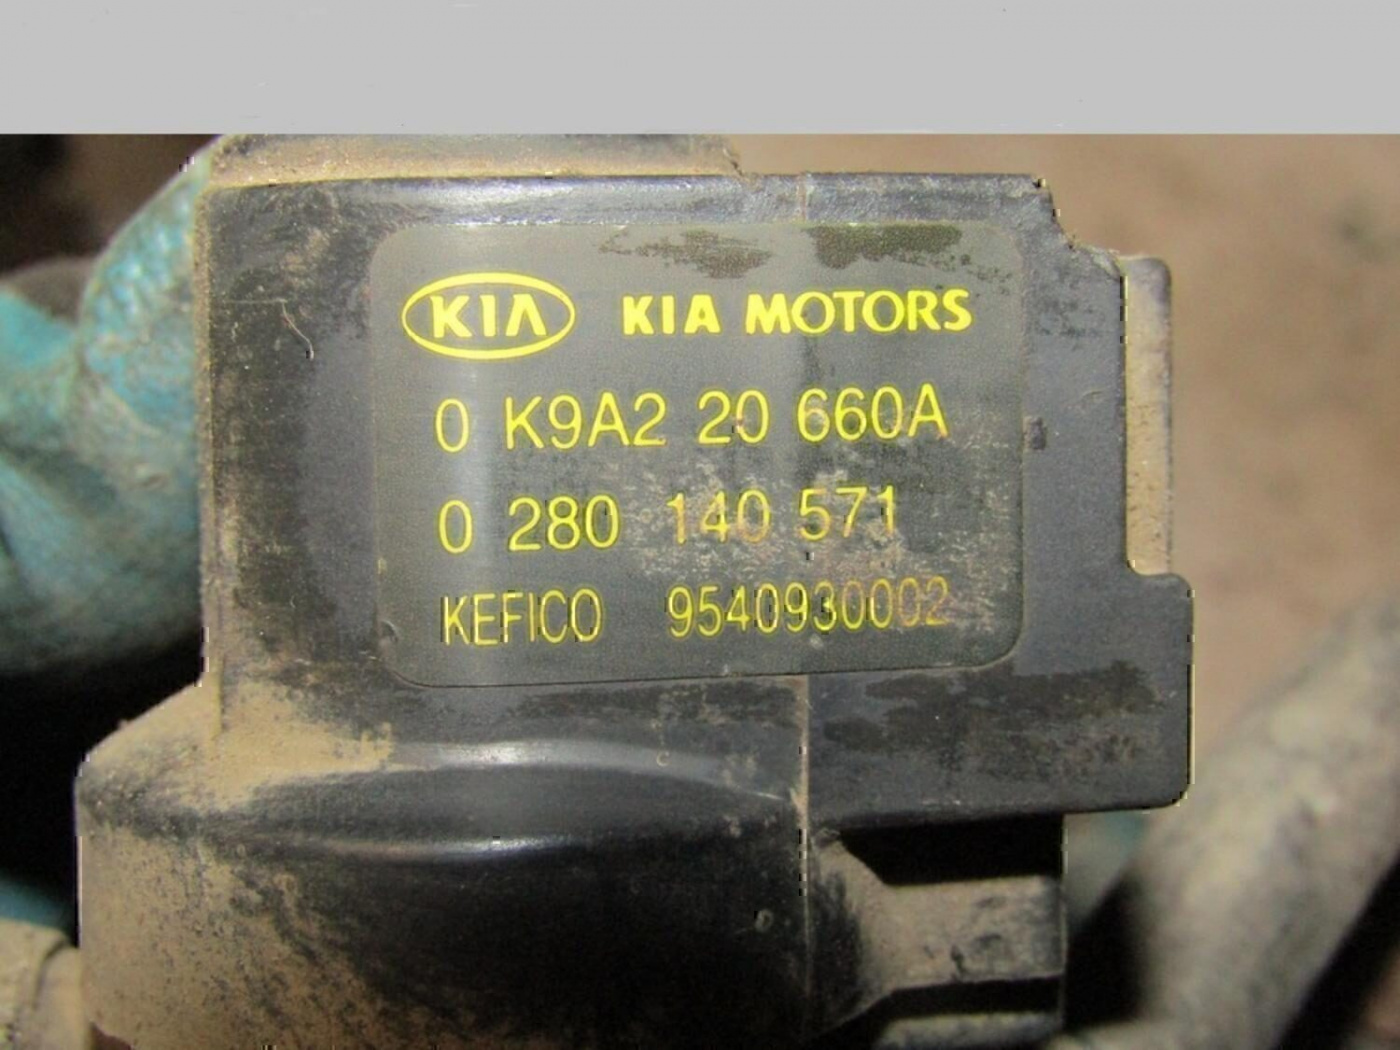 KIA KIA MOTORS
0 K9A2 20 660A
0 280 140 571
KEFICO 9540930002